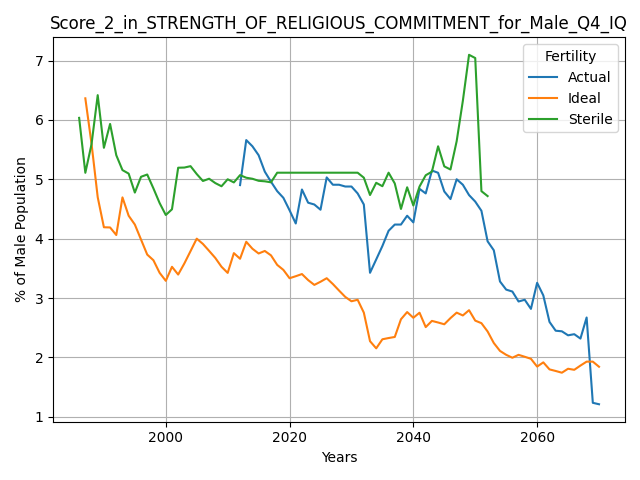 Score_2_in_STRENGTH_OF_RELIGIOUS_COMMITMENT_for_Male_Q4_IQ
Fertility
Actual
Ideal
Sterile
% of Male Population
7
6
5
4
3
2
1
2000 2020 2040 2060
Years